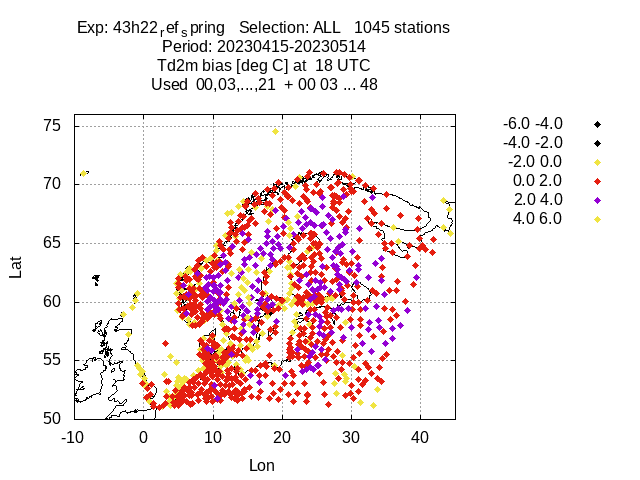 Exp: 43h22ref spring   Selection: ALL   1045 stations
Period: 20230415-20230514
Td2m bias [deg C] at  18 UTC
Used  00,03,...,21  + 00 03 ... 48
-6.0 -4.0
-4.0 -2.0
-2.0 0.0
0.0 2.0
2.0 4.0
4.0 6.0
75
70
65
60
55
50
Lat
-10 0 10 20 30 40
Lon